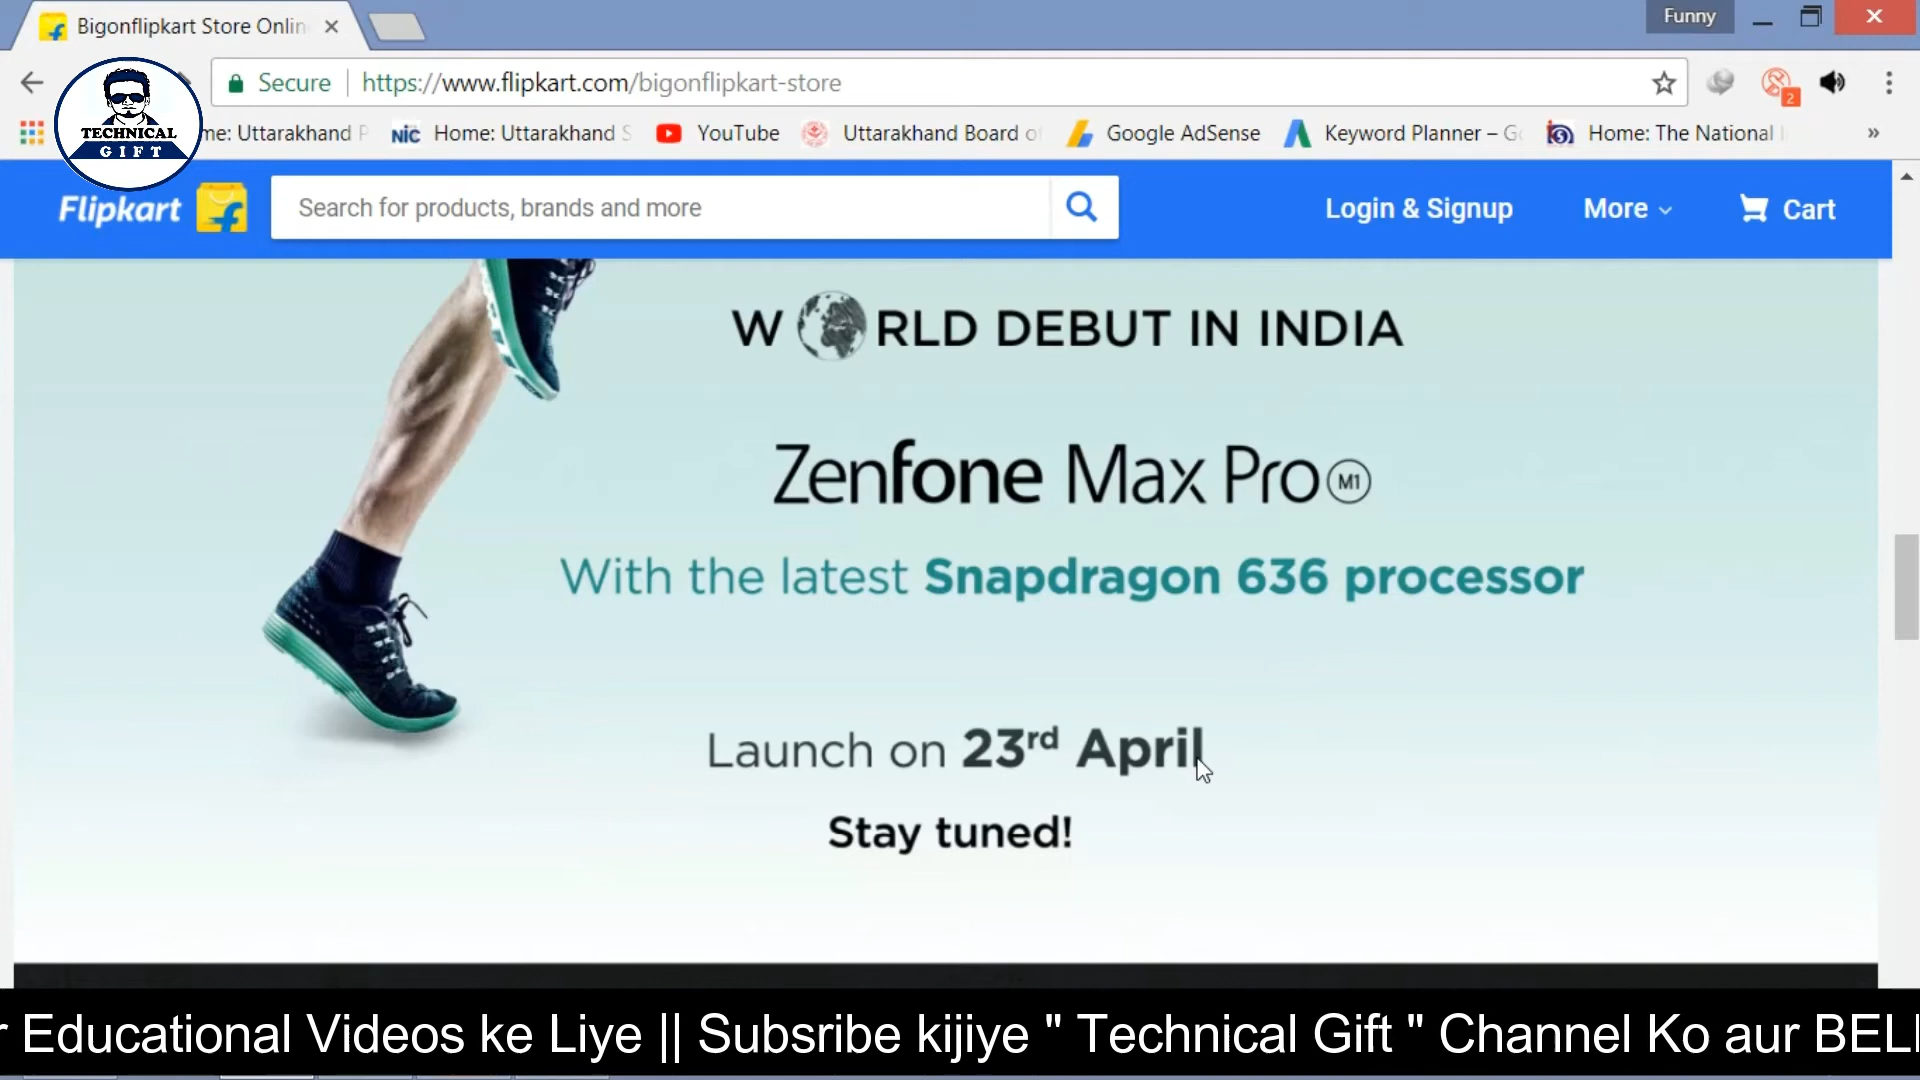 Bigonflipkart Store Onlin
Funny
Secure
https://www.flipkart.com/bigonflipkart-store
2
TECHNICAL
GIFT
me: Uttarakhand
NIC
Home: Uttarakhand S
YouTube
Uttarakhand Board o
Google AdSense
Keyword Planner – Go
Home: The National
»
Flipkart
Search for products, brands and more
Login & Signup
More
Cart
W RLD DEBUT IN INDIA
Zenfone Max Pro M1
With the latest Snapdragon 636 processor
Launch on 23rd April
Stay tuned!
r Educational Videos ke Liye || Subsribe kijiye " Technical Gift " Channel Ko aur BELL